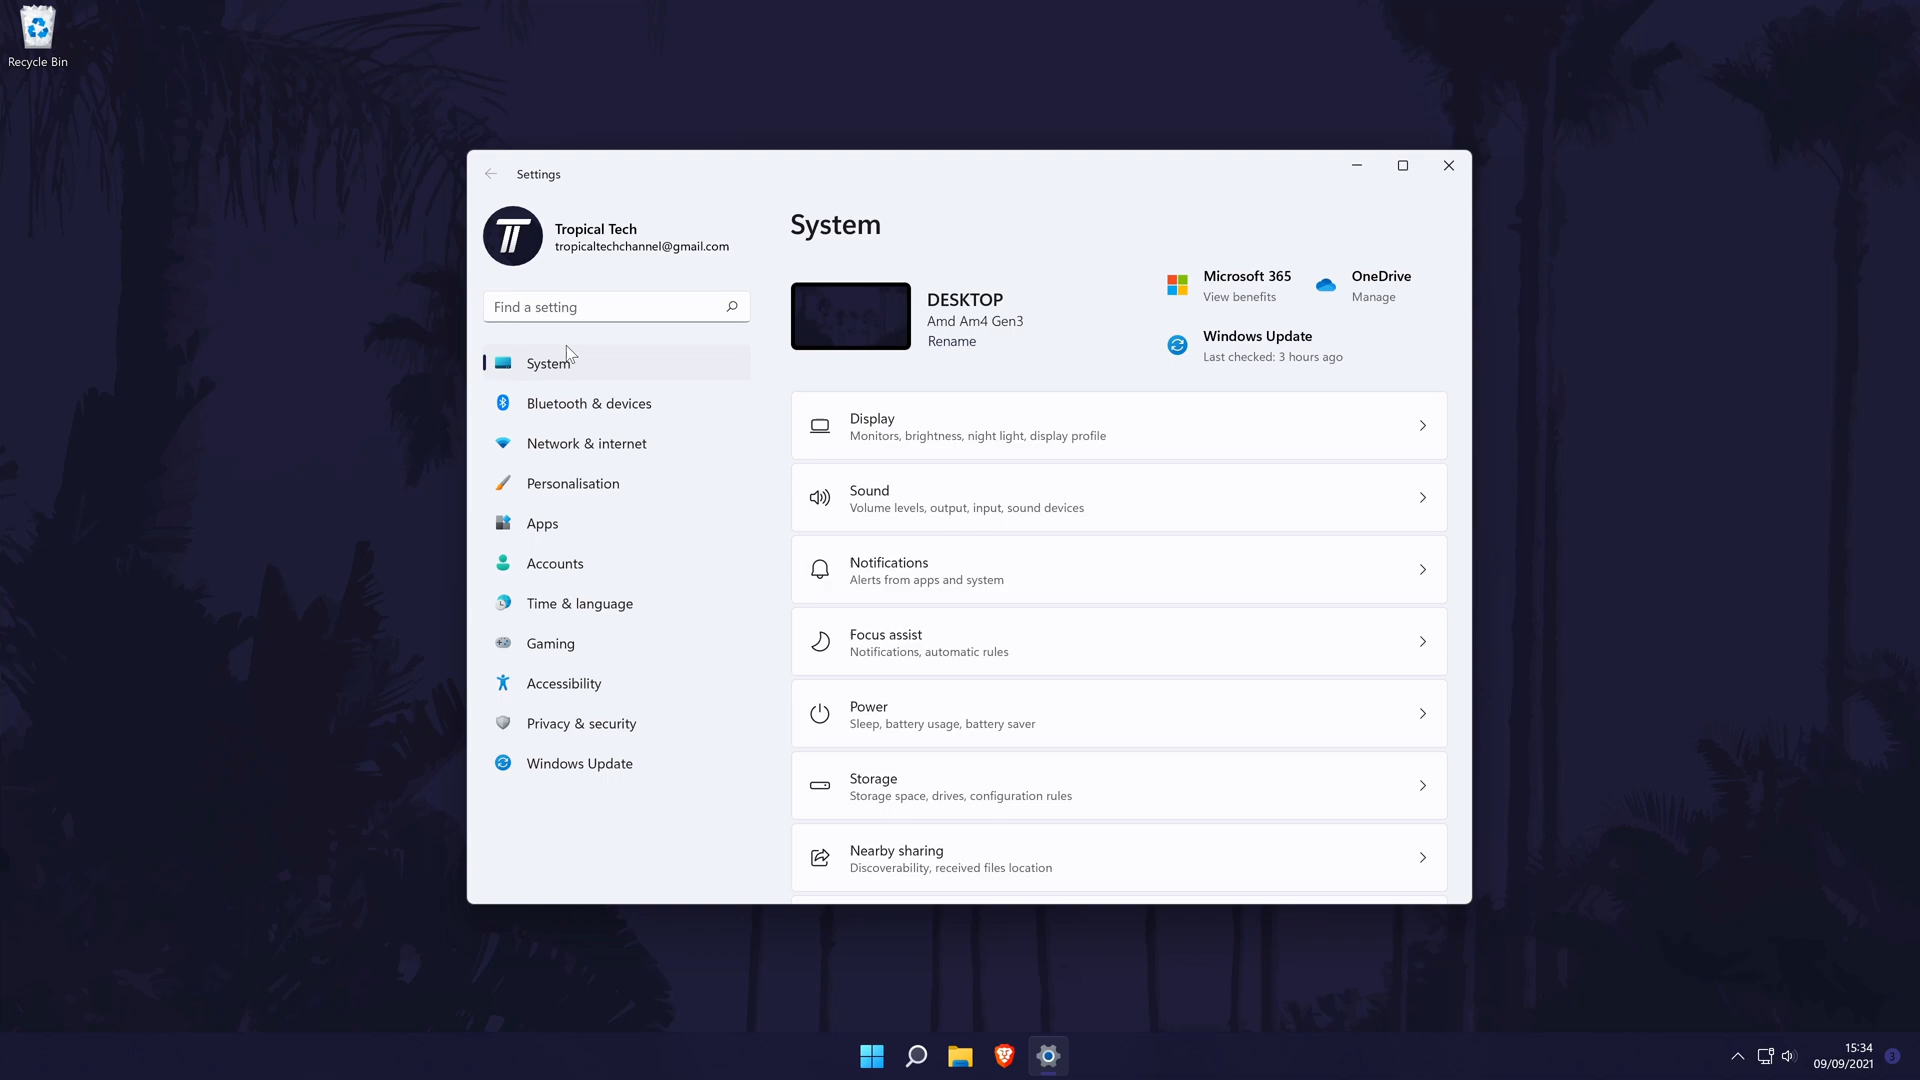 Recycle Bin
Settings
Tropical Tech
tropicaltechchannel@gmail.com
Find a setting
System
Bluetooth & devices
Network & internet
Personalisation
Apps
Accounts
Time & language
Gaming
Accessibility
Privacy & security
Windows Update
System
DESKTOP
Amd Am4 Gen3
Rename
Microsoft 365
View benefits
OneDrive
Manage
Windows Update
Last checked: 3 hours ago
Display
Monitors, brightness, night light, display profile
Sound
Volume levels, output, input, sound devices
Notifications
Alerts from apps and system
Focus assist
Notifications, automatic rules
Power
Sleep, battery usage, battery saver
Storage
Storage space, drives, configuration rules
Nearby sharing
Discoverability, received files location
15:34
09/09/2021
3